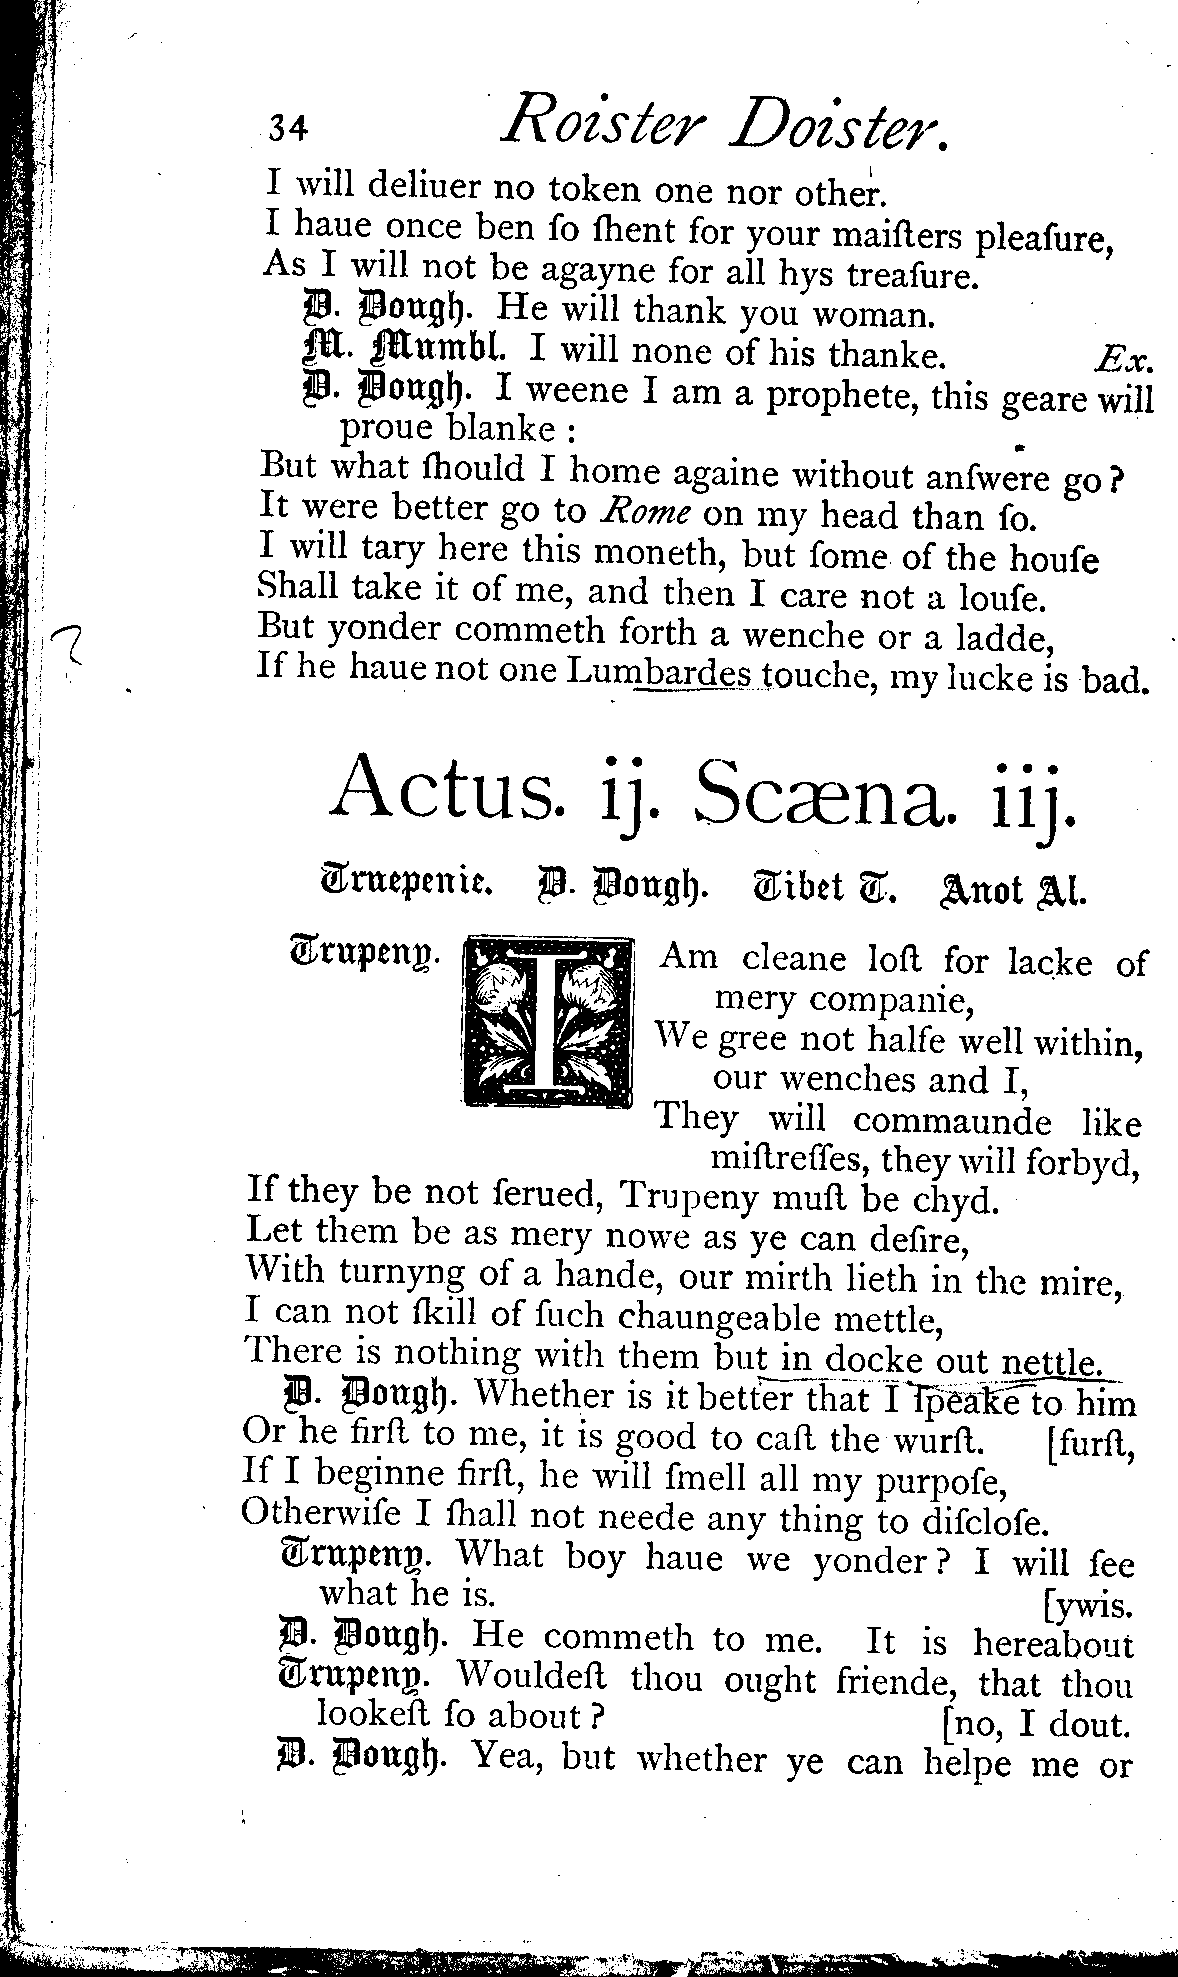 34 Roister Doister.
I will deliuer no token one nor other.
I haue once ben ſo ſhent for your maiſters pleaſure,
As I will not be agayne for all hys treaſure.
D. Dough. He will thank you woman.
M. Mumbl. I will none of his thanke. Ex.
D. Dough. I weene I am a prophete, this geare will
proue blanke :
But what ſhould I home againe without anſwere go ?
It were better go to Rome on my head than ſo.
I will tary here this moneth, but ſome of the houſe
Shall take it of me, and then I care not a louſe.
But yonder commeth forth a wenche or a ladde,
If he haue not one Lumbardes touche, my lucke is bad.
Actus. ij. Scæna. iij.
Truepenie. D. Dough. Tibet T. Anot Al.
Trupeny. I Am cleane loſt for lacke of
mery companie,
We gree not halfe well within,
our wenches and I,
They will commaunde like
miſtreſſes, they will forbyd,
If they be not ſerued, Trupeny muſt be chyd.
Let them be as mery nowe as ye can deſire,
With turnyng of a hande, our mirth lieth in the mire,
I can not ſkill of ſuch chaungeable mettle,
There is nothing with them but in docke out nettle.
D. Dough. Whether is it better that I ſpeake to him
Or he firſt to me, it is good to caſt the wurſt. [furſt,
If I beginne firſt, he will ſmell all my purpoſe,
Otherwiſe I ſhall not neede any thing to diſcloſe.
Trupeny. What boy haue we yonder ? I will ſee
what he is. [ywis.
D. Dough. He commeth to me. It is hereabout
Trupeny. Wouldeſt thou ought friende, that thou
lookeſt ſo about ? [no, I dout.
D. Dough. Yea, but whether ye can helpe me or